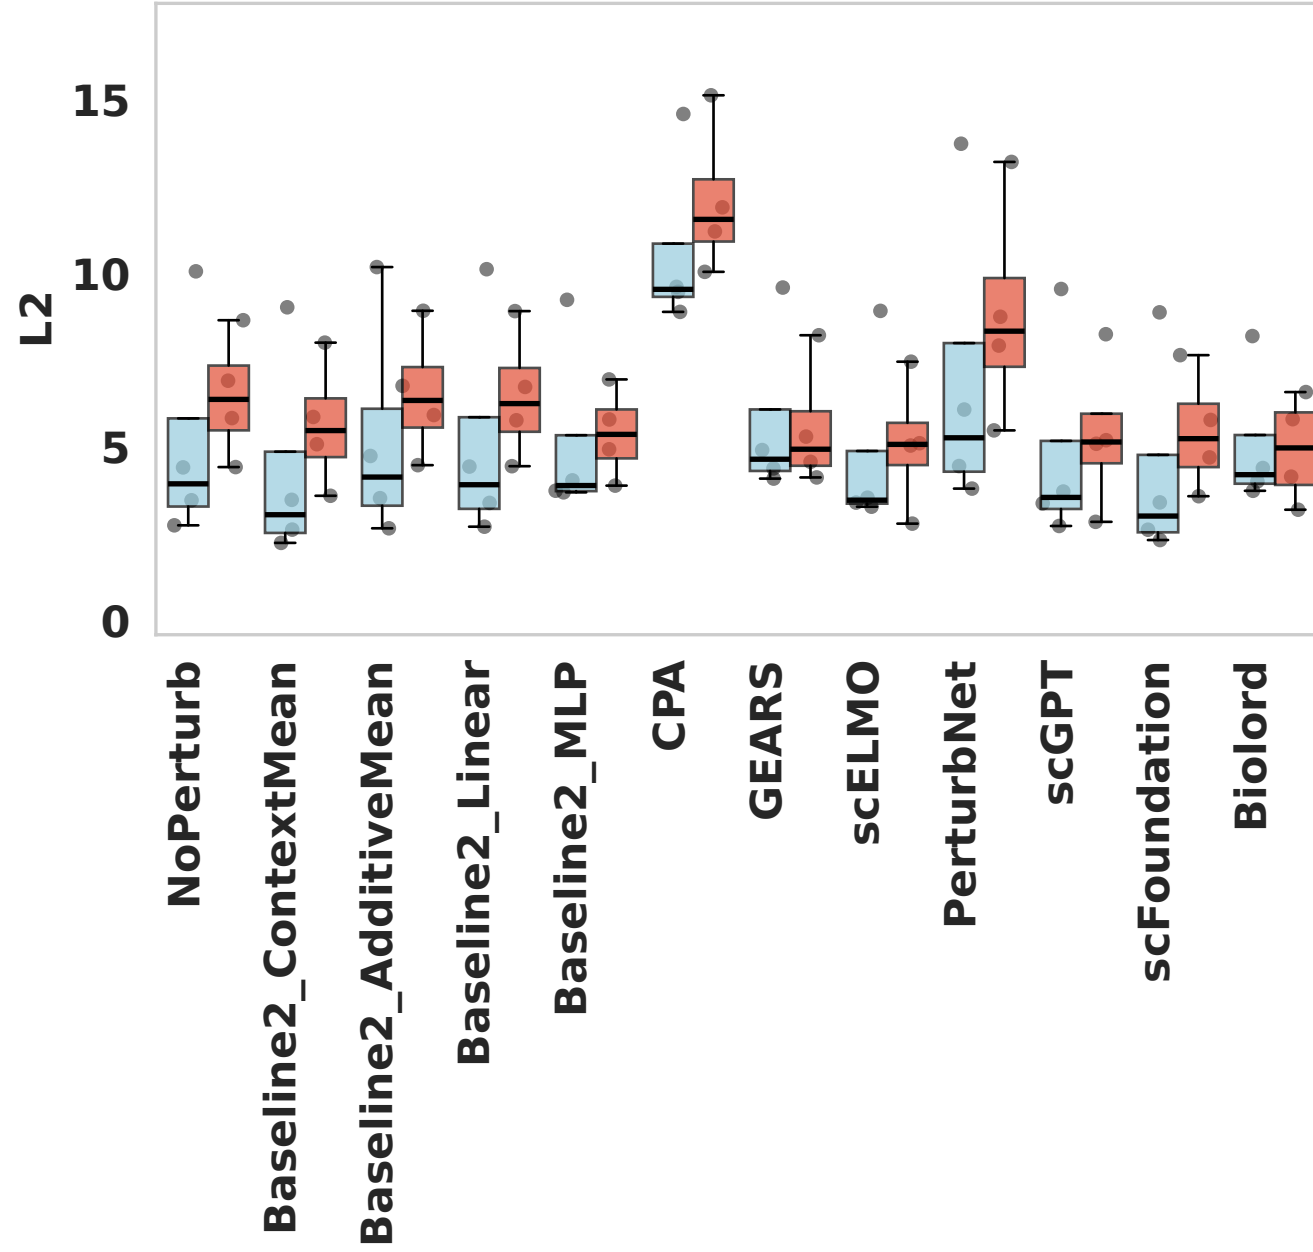 15
10
5
0
L2
NoPerturb
Baseline2_ContextMean
Baseline2_AdditiveMean
Baseline2_Linear
Baseline2_MLP
CPA
GEARS
scELMO
PerturbNet
scGPT
scFoundation
Biolord